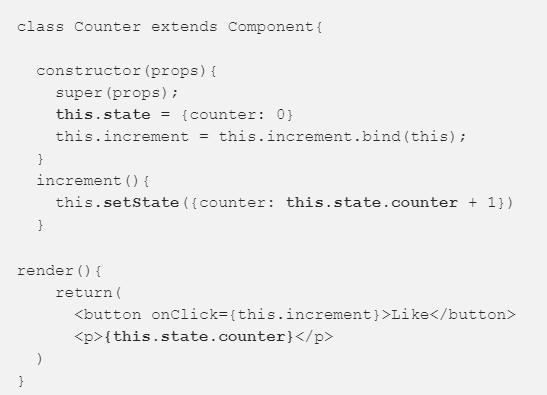 class Counter extends Component{
constructor(props){
super(props);
this.state = {counter: 0}
this.increment = this.increment.bind(this);
}
increment(){
this.setState({counter: this.state.counter + 1})
}
render(){
return(
<button onClick={this.increment}>Like</button>
<p>{this.state.counter}</p>
)
}